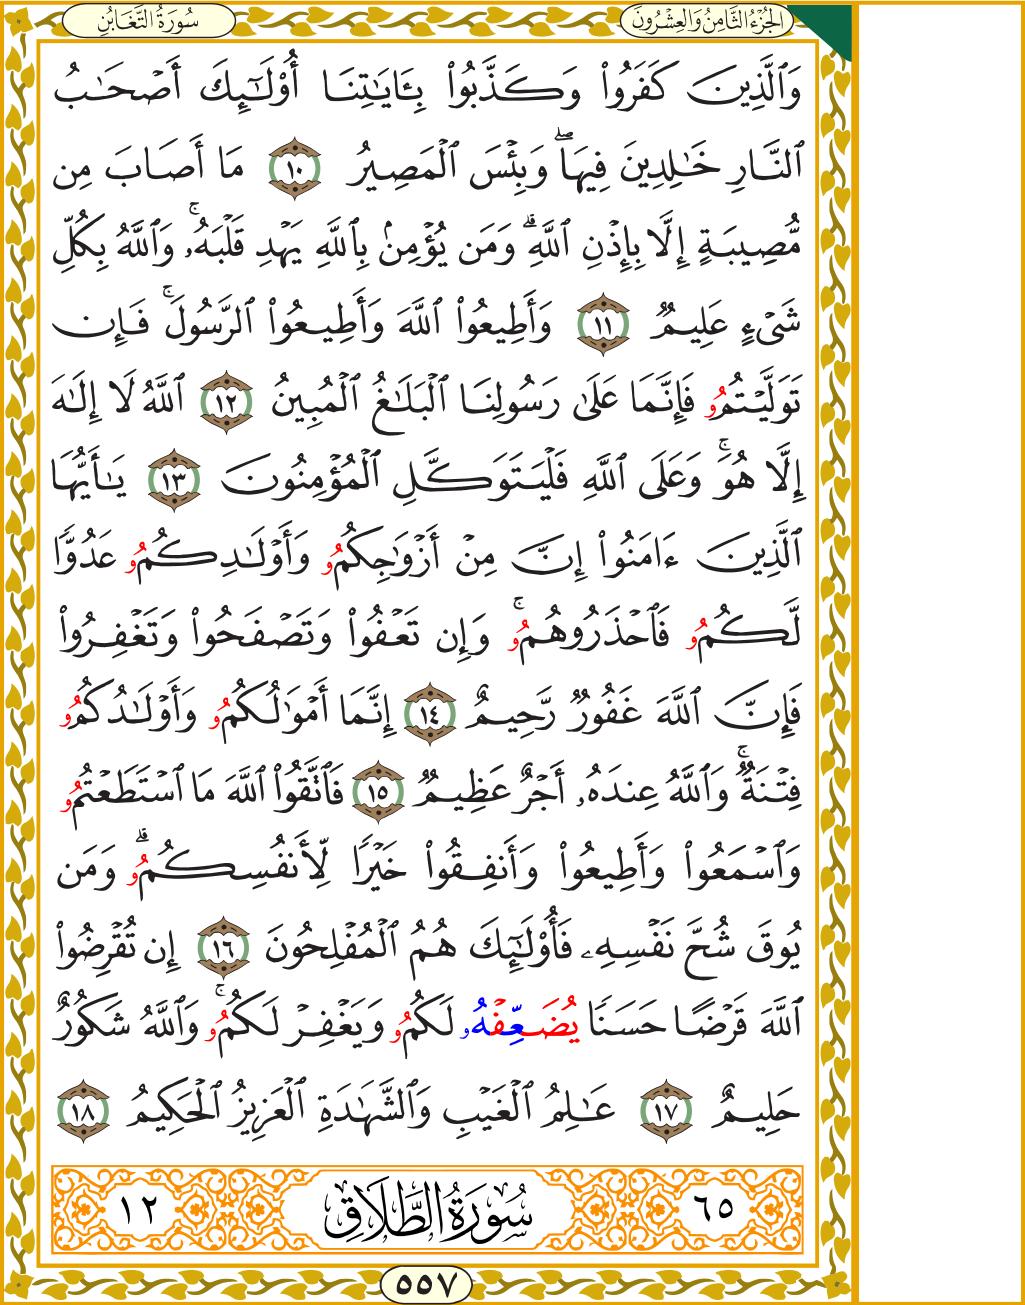 الجُزْءُ الثَّامِنُ وَالعِشْرُونَ
سُورَةُ التَّغَابُنِ
وَٱلَّذِينَ كَفَرُوا۟ وَكَذَّبُوا۟ بِـَٔايَٰتِنَا أُو۟لَٰٓئِكَ أَصْحَٰبُ
ٱلنَّارِ خَٰلِدِينَ فِيهَاۖ وَبِئْسَ ٱلْمَصِيرُ ١٠ مَا أَصَابَ مِن
مُّصِيبَةٍ إِلَّا بِإِذْنِ ٱللَّهِۗ وَمَن يُؤْمِنۢ بِٱللَّهِ يَهْدِ قَلْبَهُۥۚ وَٱللَّهُ بِكُلِّ
شَىْءٍ عَلِيمٌ ١١ وَأَطِيعُوا۟ ٱللَّهَ وَأَطِيعُوا۟ ٱلرَّسُولَۚ فَإِن
تَوَلَّيْتُمُۥ فَإِنَّمَا عَلَىٰ رَسُولِنَا ٱلْبَلَٰغُ ٱلْمُبِينُ ١٢ ٱللَّهُ لَا إِلَٰهَ
إِلَّا هُوَۚ وَعَلَى ٱللَّهِ فَلْيَتَوَكَّلِ ٱلْمُؤْمِنُونَ ١٣ يَٰأَيُّهَا
ٱلَّذِينَ ءَامَنُوا۟ إِنَّ مِنْ أَزْوَٰجِكُمُۥ وَأَوْلَٰدِكُمُۥ عَدُوًّا
لَّكُمُۥ فَٱحْذَرُوهُمُۥۚ وَإِن تَعْفُوا۟ وَتَصْفَحُوا۟ وَتَغْفِرُوا۟
فَإِنَّ ٱللَّهَ غَفُورٌ رَّحِيمٌ ١٤ إِنَّمَا أَمْوَٰلُكُمُۥ وَأَوْلَٰدُكُمُۥ
فِتْنَةٌۚ وَٱللَّهُ عِندَهُۥ أَجْرٌ عَظِيمٌ ١٥ فَٱتَّقُوا۟ ٱللَّهَ مَا ٱسْتَطَعْتُمُۥ
وَٱسْمَعُوا۟ وَأَطِيعُوا۟ وَأَنفِقُوا۟ خَيْرًا لِّأَنفُسِكُمُۥۗ وَمَن
يُوقَ شُحَّ نَفْسِهِۦ فَأُو۟لَٰٓئِكَ هُمُ ٱلْمُفْلِحُونَ ١٦ إِن تُقْرِضُوا۟
ٱللَّهَ قَرْضًا حَسَنًا يُضَعِّفْهُۥ لَكُمُۥ وَيَغْفِرْ لَكُمُۥۚ وَٱللَّهُ شَكُورٌ
حَلِيمٌ ١٧ عَٰلِمُ ٱلْغَيْبِ وَٱلشَّهَٰدَةِ ٱلْعَزِيزُ ٱلْحَكِيمُ ١٨
٦٥ سُورَةُ الطَّلَاقِ ١٢
٥٥٧